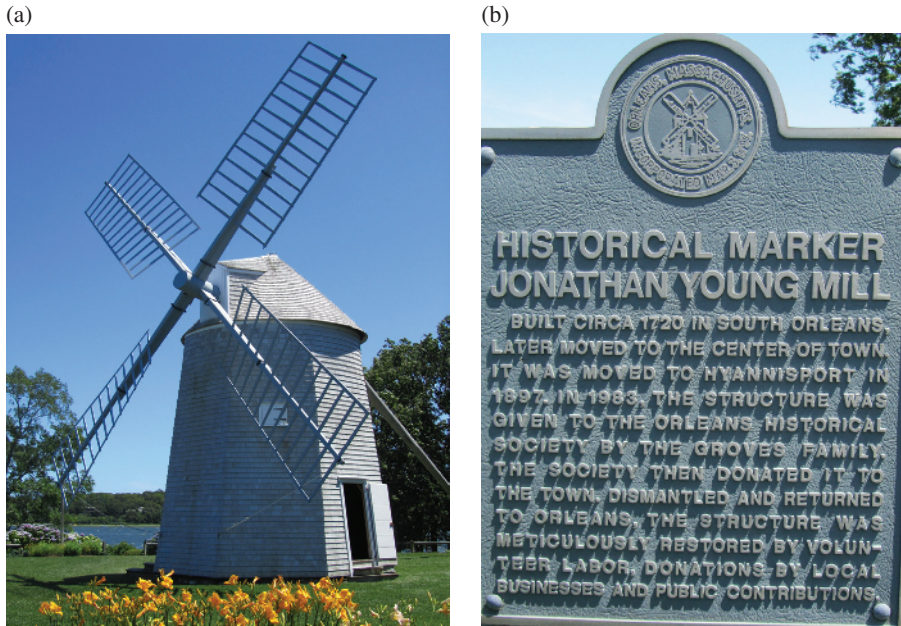 (a)
(b)
ORLEANS, MASSACHUSETTS.
INCORPORATED MARCH 3, 1797
HISTORICAL MARKER
JONATHAN YOUNG MILL
BUILT CIRCA 1720 IN SOUTH ORLEANS,
LATER MOVED TO THE CENTER OF TOWN.
IT WAS MOVED TO HYANNISPORT IN
1897. IN 1983, THE STRUCTURE WAS
GIVEN TO THE ORLEANS HISTORICAL
SOCIETY BY THE GROVES FAMILY.
THE SOCIETY THEN DONATED IT TO
THE TOWN. DISMANTLED AND RETURNED
TO ORLEANS, THE STRUCTURE WAS
METICULOUSLY RESTORED BY VOLUN-
TEER LABOR, DONATIONS BY LOCAL
BUSINESSES AND PUBLIC CONTRIBUTIONS.